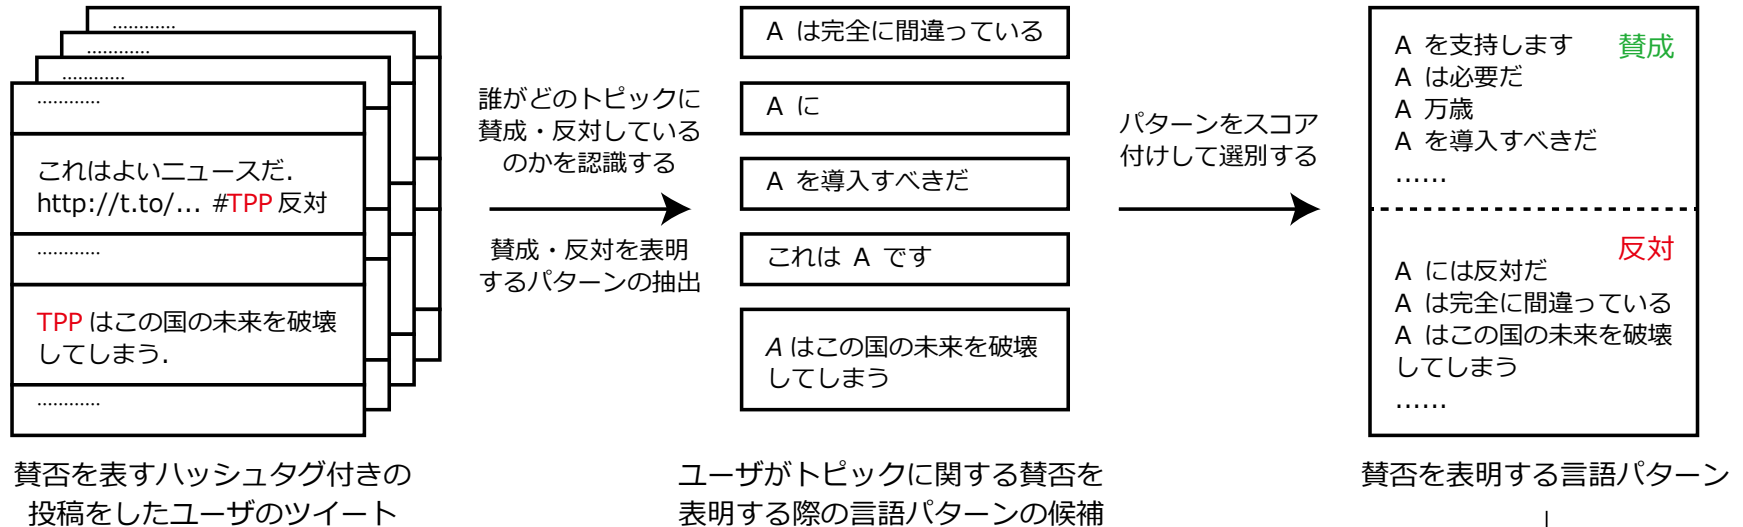 ............
............
............
............
これはよいニュースだ.
http://t.to/... #TPP反対
............
TPPはこの国の未来を破壊
してしまう.
............
賛否を表すハッシュタグ付きの
投稿をしたユーザのツイート
誰がどのトピックに
賛成・反対している
のかを認識する
賛成・反対を表明
するパターンの抽出
A は完全に間違っている
A に
A を導入すべきだ
これは A です
Aはこの国の未来を破壊
してしまう
ユーザがトピックに関する賛否を
表明する際の言語パターンの候補
パターンをスコア
付けして選別する
賛成
A を支持します
A は必要だ
A 万歳
A を導入すべきだ
......
反対
A には反対だ
A は完全に間違っている
A はこの国の未来を破壊
してしまう
......
賛否を表明する言語パターン